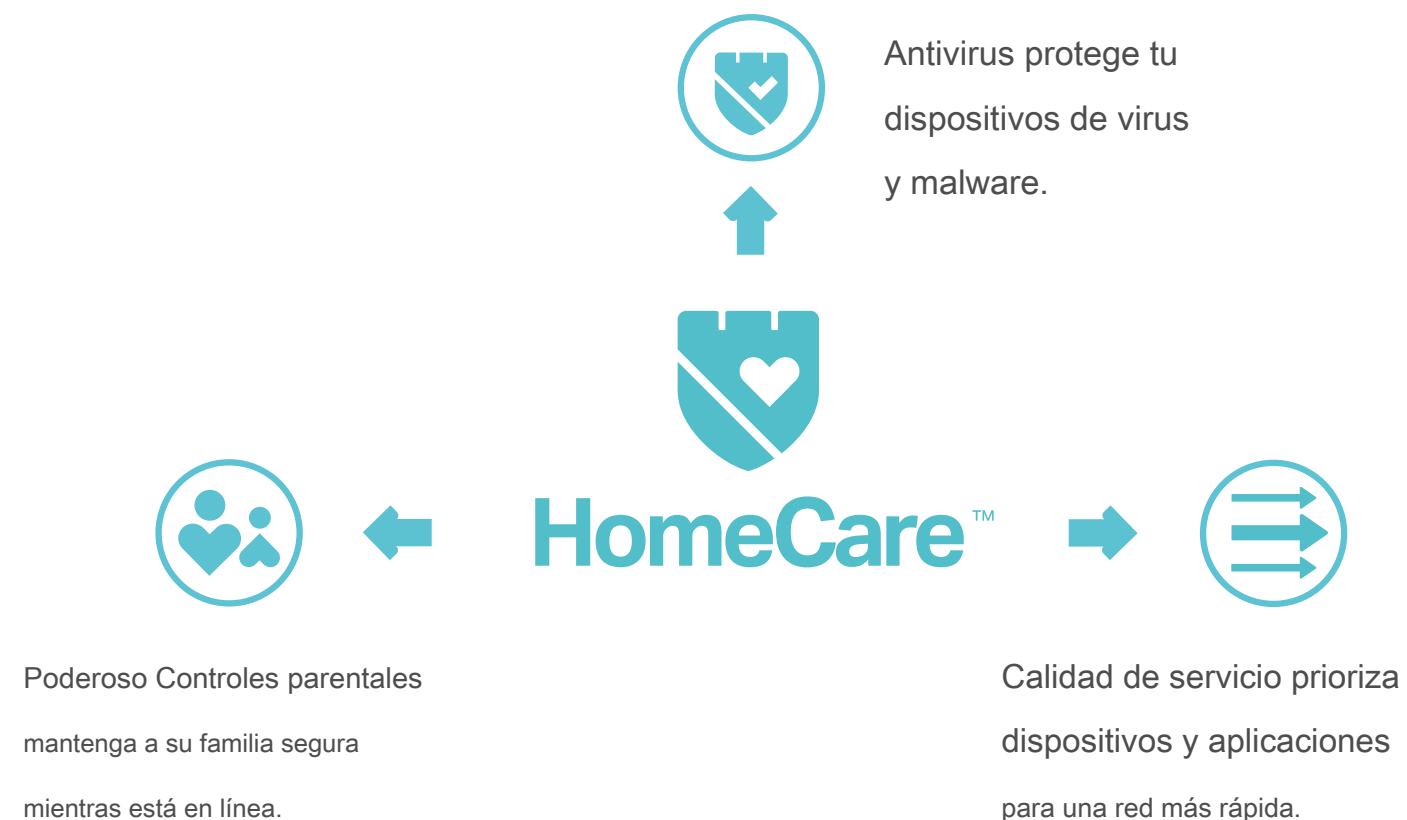 Antivirus protege tu
dispositivos de virus
y malware.
HomeCare™
Poderoso Controles parentales
mantenga a su familia segura
mientras está en línea.
Calidad de servicio prioriza
dispositivos y aplicaciones
para una red más rápida.